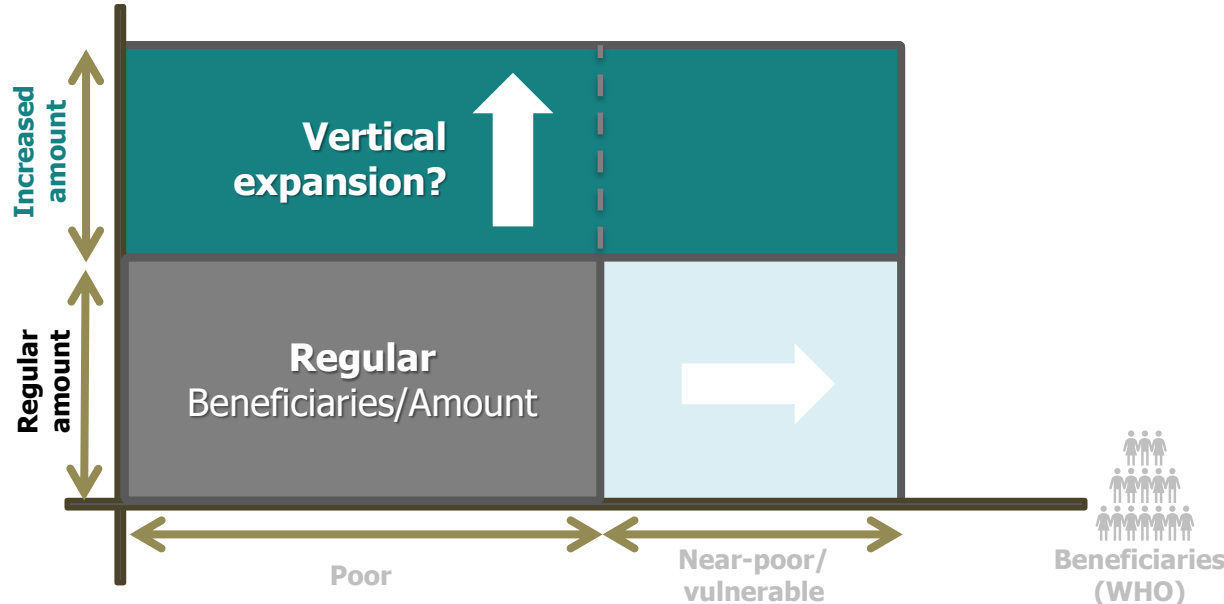 Increased
amount
Vertical
expansion?
Regular
amount
Regular
Beneficiaries/Amount
Poor
Near-poor/
vulnerable
Beneficiaries
(WHO)